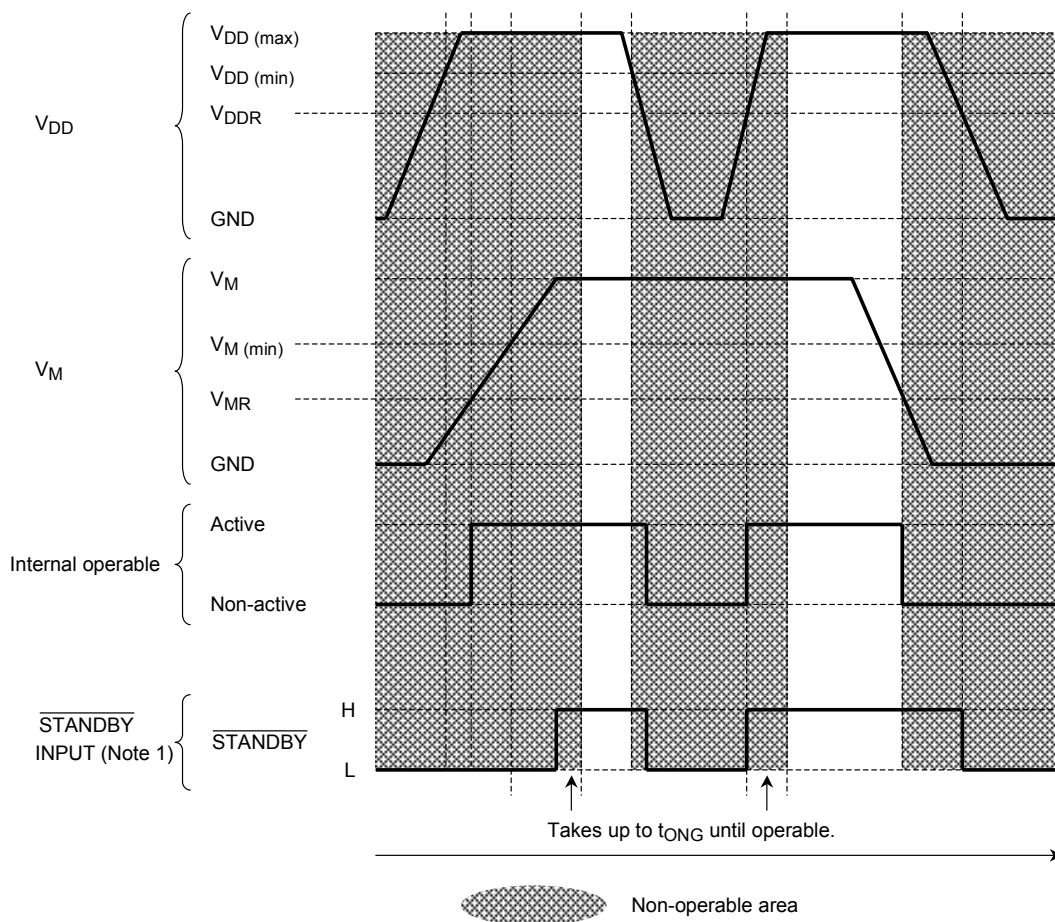 VDD (max)
VDD (min)
VDD
VDDR
GND
VM
VM (min)
VM
VMR
GND
Active
Internal operable
Non-active
H
STANDBY
INPUT (Note 1)
STANDBY
L
Takes up to tONG until operable.
Non-operable area